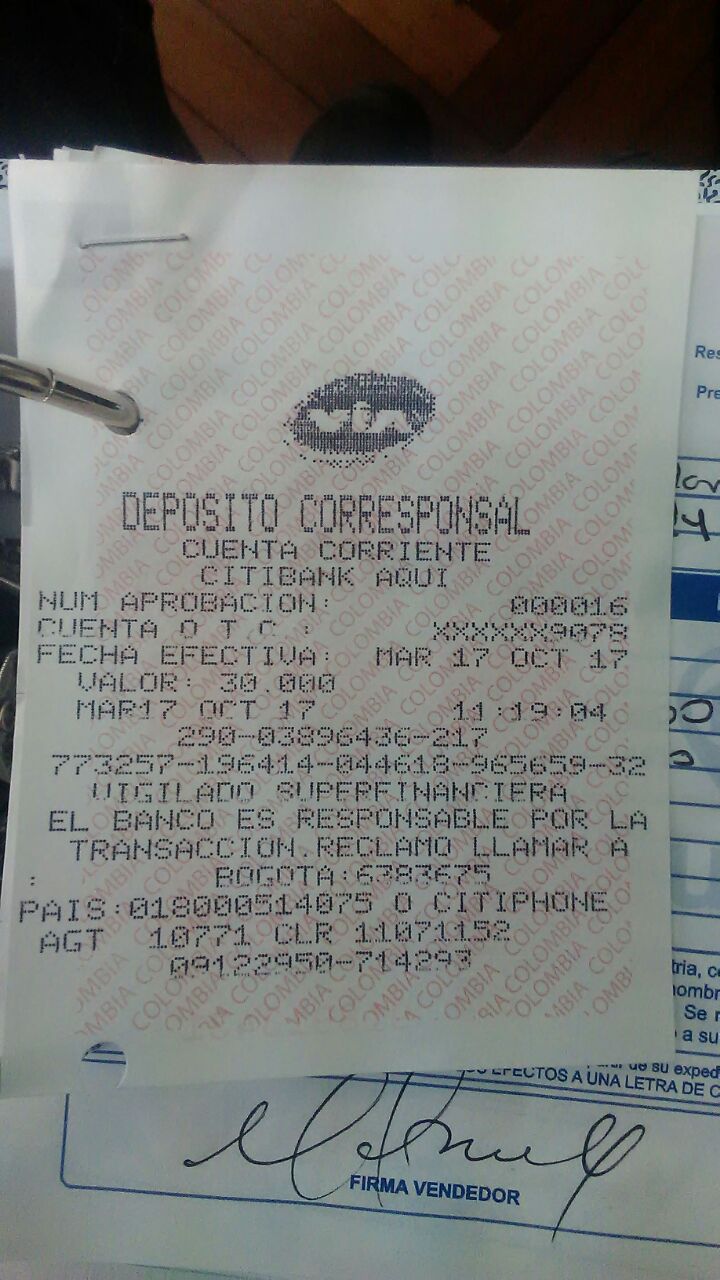 DEPOSITO CORRESPONSAL
CUENTA CORRIENTE
CITIBANK AQUI
NUM APROBACION: 000016
CUENTA O T C : XXXXXX9078
FECHA EFECTIVA: MAR 17 OCT 17
VALOR: 30.000
MAR17 OCT 17 11:19:04
290-03896436-217
773257-196414-044618-965659-32
VIGILADO SUPERFINANCIERA
EL BANCO ES RESPONSABLE POR LA
TRANSACCION.RECLAMO LLAMAR A
: BOGOTA:6383675
PAIS:018000514075 O CITIPHONE
AGT 10771 CLR 11071152
09122950-714293
COLOMBIA COLOMBIA COLOMBIA
Res
Pre
tria, c
nombr
Se r
a su
de su exped
EFECTOS A UNA LETRA DE C
FIRMA VENDEDOR